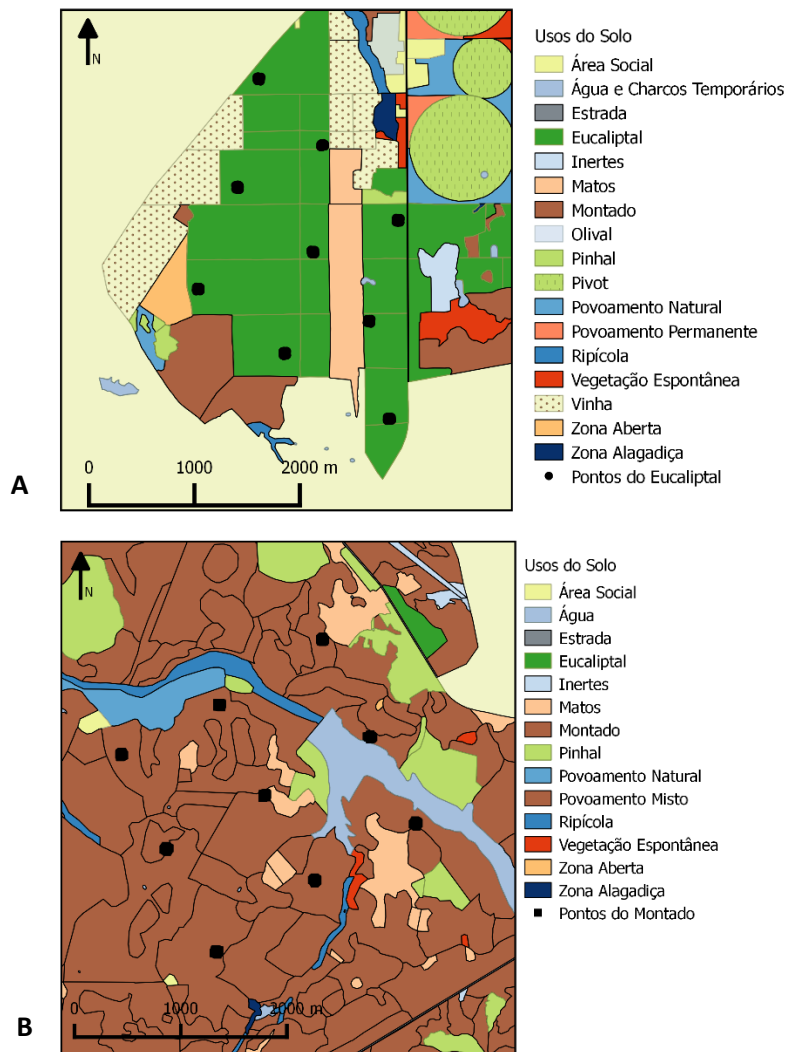 N
Usos do Solo
Área Social
Água e Charcos Temporários
Estrada
Eucaliptal
Inertes
Matos
Montado
Olival
Pinhal
Pivot
Povoamento Natural
Povoamento Permanente
Ripícola
Vegetação Espontânea
Vinha
Zona Aberta
Zona Alagadiça
Pontos do Eucaliptal
A
0 1000 2000 m
N
Usos do Solo
Área Social
Água
Estrada
Eucaliptal
Inertes
Matos
Montado
Pinhal
Povoamento Natural
Povoamento Misto
Ripícola
Vegetação Espontânea
Zona Aberta
Zona Alagadiça
Pontos do Montado
0 1000 2000 m
B